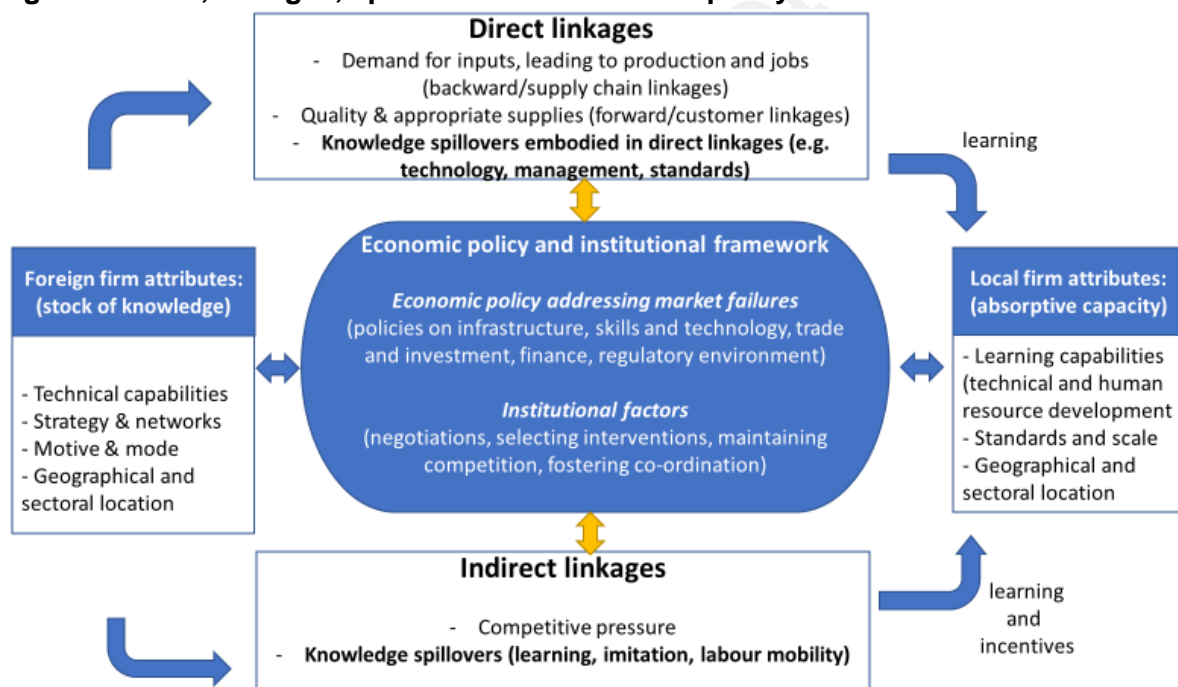 Direct linkages
- Demand for inputs, leading to production and jobs
(backward/supply chain linkages)
- Quality & appropriate supplies (forward/customer linkages)
- Knowledge spillovers embodied in direct linkages (e.g.
technology, management, standards)
learning
Foreign firm attributes:
(stock of knowledge)
- Technical capabilities
- Strategy & networks
- Motive & mode
- Geographical and
sectoral location
Economic policy and institutional framework
Economic policy addressing market failures
(policies on infrastructure, skills and technology, trade
and investment, finance, regulatory environment)
Institutional factors
(negotiations, selecting interventions, maintaining
competition, fostering co-ordination)
Local firm attributes:
(absorptive capacity)
- Learning capabilities
(technical and human
resource development
- Standards and scale
- Geographical and
sectoral location
Indirect linkages
- Competitive pressure
- Knowledge spillovers (learning, imitation, labour mobility)
learning
and
incentives